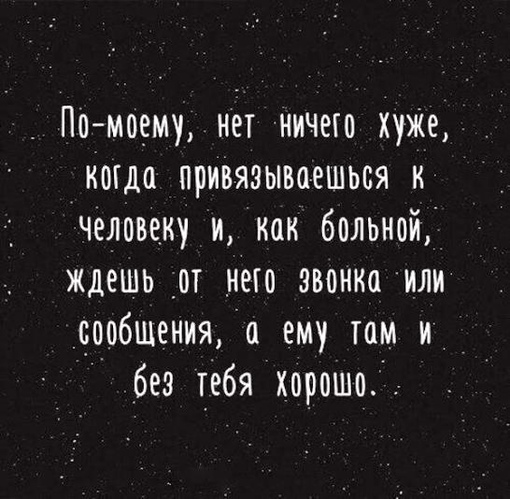 По-моему, нет ничего хуже,
когда привязываешься к
человеку и, как больной,
ждешь от него звонка или
сообщения, а ему там и
без тебя хорошо.